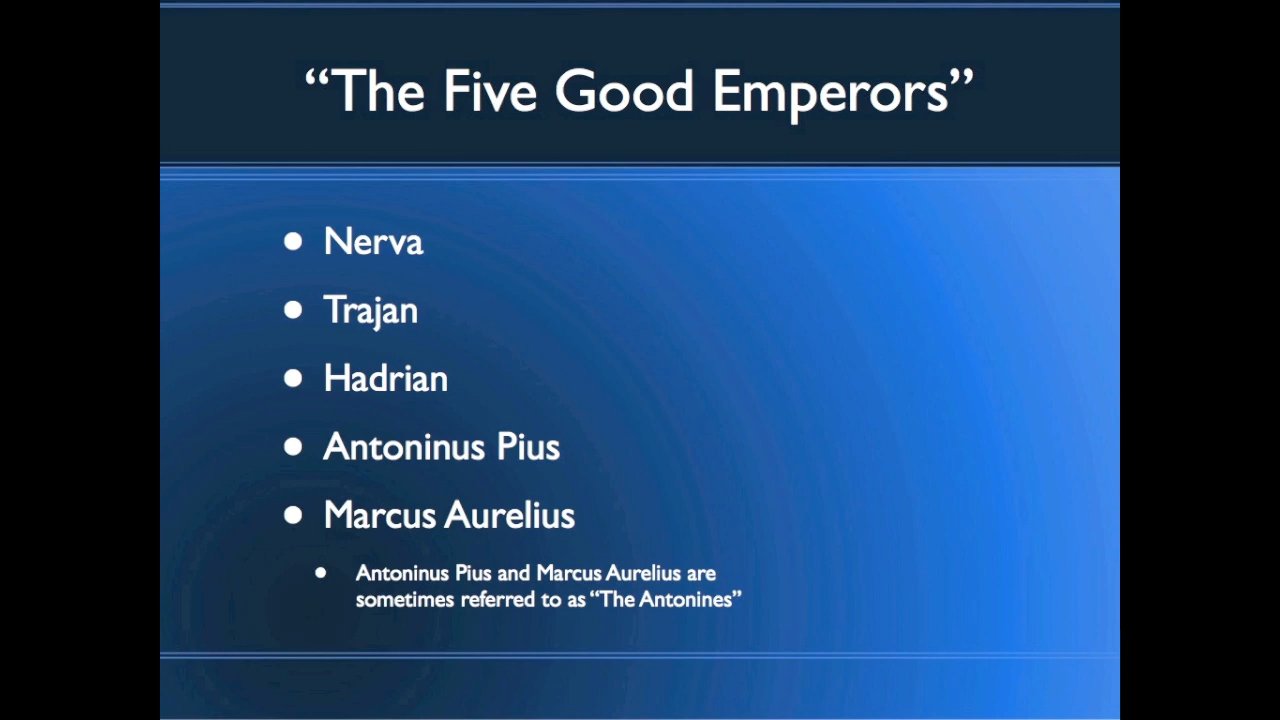 “The Five Good Emperors”
• Nerva
• Trajan
• Hadrian
• Antoninus Pius
• Marcus Aurelius
• Antoninus Pius and Marcus Aurelius are
sometimes referred to as “The Antonines”